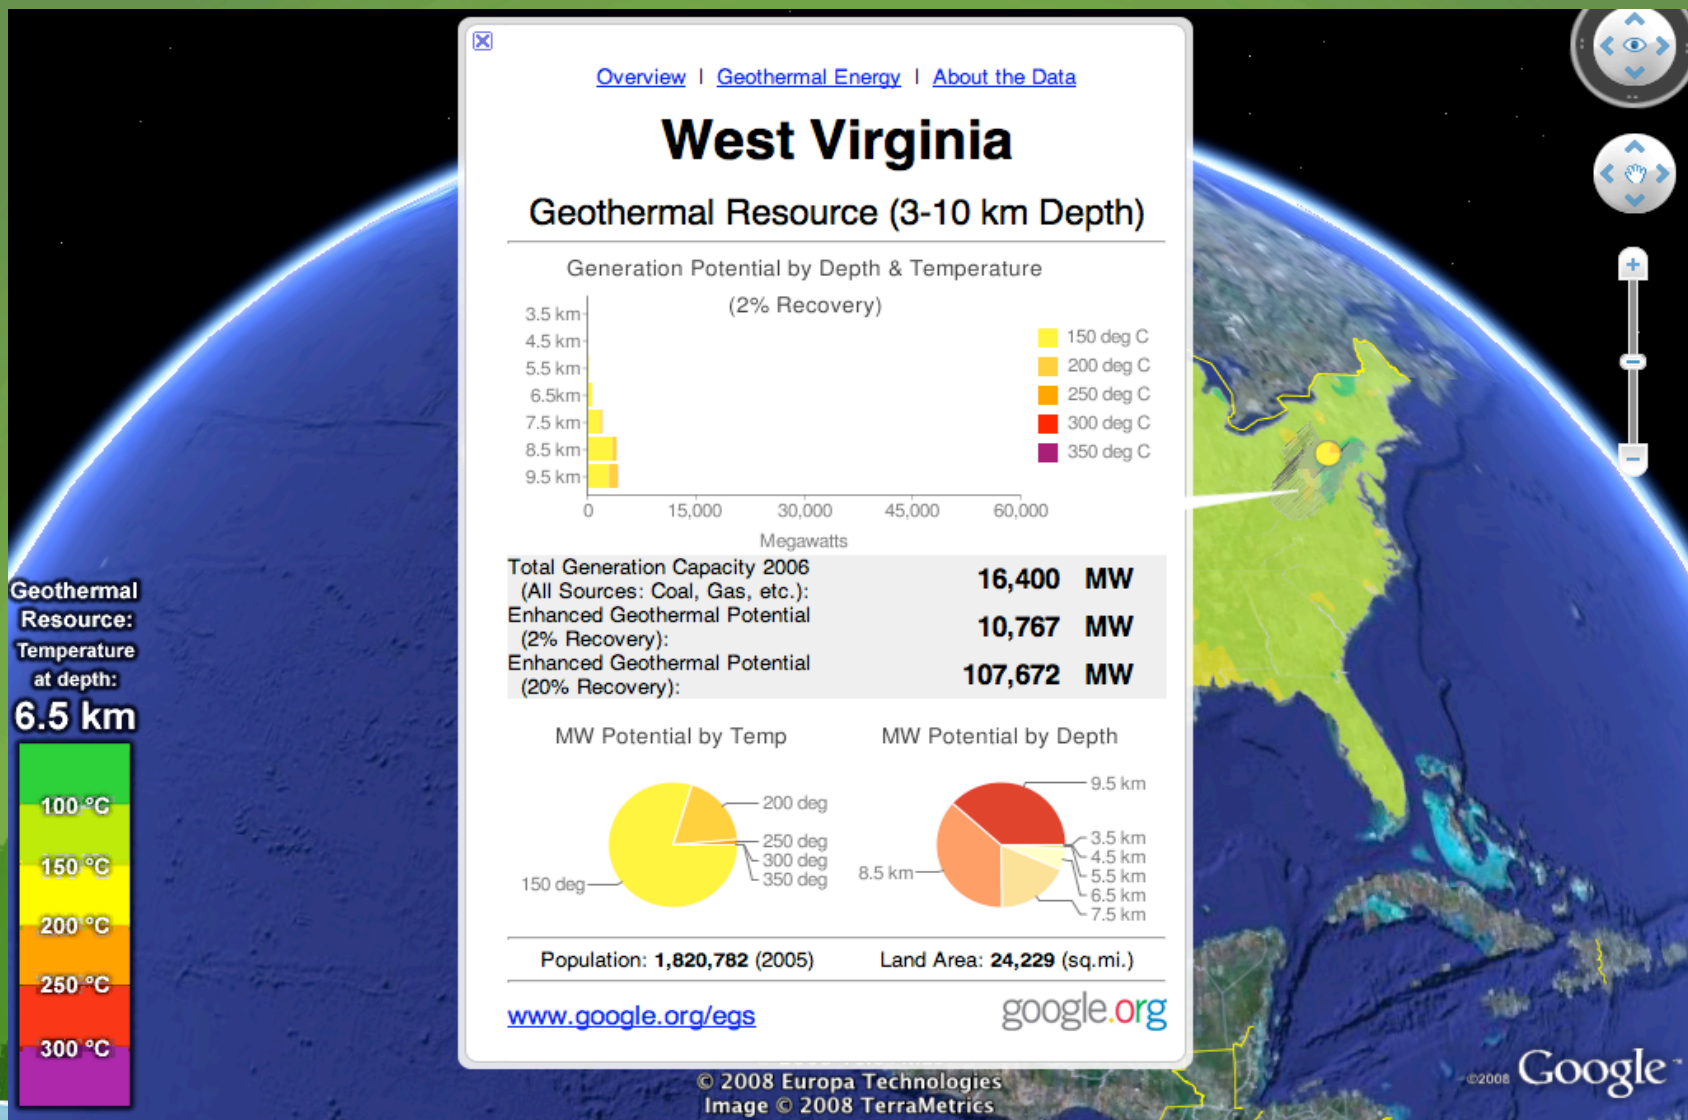 Overview | Geothermal Energy | About the Data
West Virginia
Geothermal Resource (3-10 km Depth)
Generation Potential by Depth & Temperature
(2% Recovery)
3.5 km
4.5 km
5.5 km
6.5km
7.5 km
8.5 km
9.5 km
150 deg C
200 deg C
250 deg C
300 deg C
350 deg C
0 15,000 30,000 45,000 60,000
Megawatts
Total Generation Capacity 2006
(All Sources: Coal, Gas, etc.): 16,400 MW
Enhanced Geothermal Potential
(2% Recovery): 10,767 MW
Enhanced Geothermal Potential
(20% Recovery): 107,672 MW
MW Potential by Temp
200 deg
250 deg
300 deg
350 deg
150 deg
MW Potential by Depth
9.5 km
3.5 km
4.5 km
5.5 km
6.5 km
7.5 km
8.5 km
Population: 1,820,782 (2005) Land Area: 24,229 (sq.mi.)
www.google.org/egs google.org
Geothermal
Resource:
Temperature
at depth:
6.5 km
100 °C
150 °C
200 °C
250 °C
300 °C
© 2008 Europa Technologies
Image © 2008 TerraMetrics
©2008 Google™